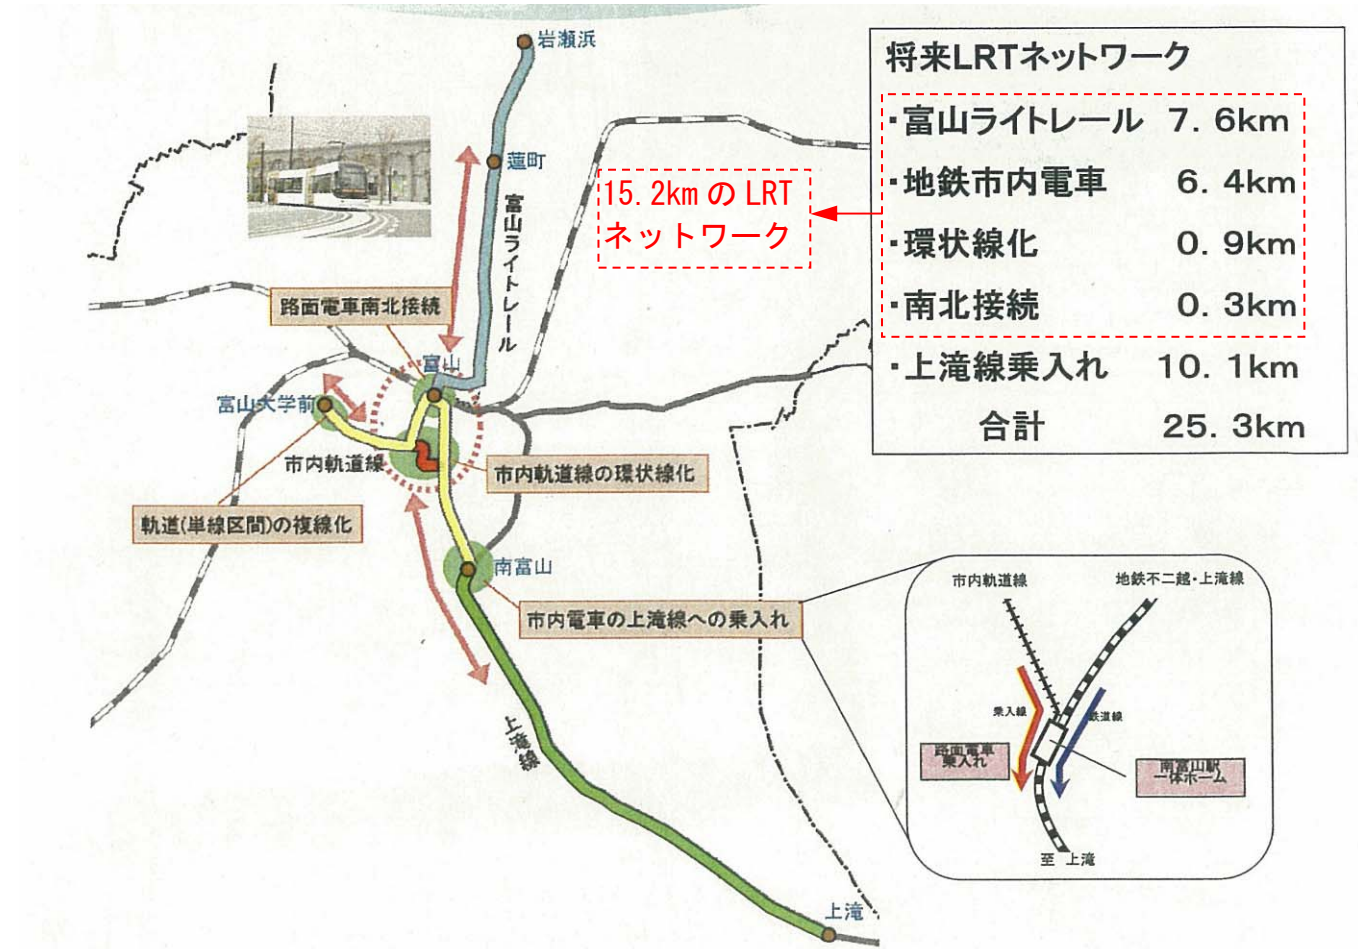 岩瀬浜
蓮町
富山ライトレール
路面電車南北接続
富山
富山大学前
市内軌道線
市内軌道線の環状線化
軌道(単線区間)の複線化
南富山
市内電車の上滝線への乗入れ
上滝線
上滝
15.2kmのLRT
ネットワーク
将来LRTネットワーク
・富山ライトレール 7.6km
・地鉄市内電車 6.4km
・環状線化 0.9km
・南北接続 0.3km
・上滝線乗入れ 10.1km
合計 25.3km
市内軌道線
地鉄不二越・上滝線
乗入線
鉄道線
路面電車
乗入れ
南富山駅
一体ホーム
至 上滝